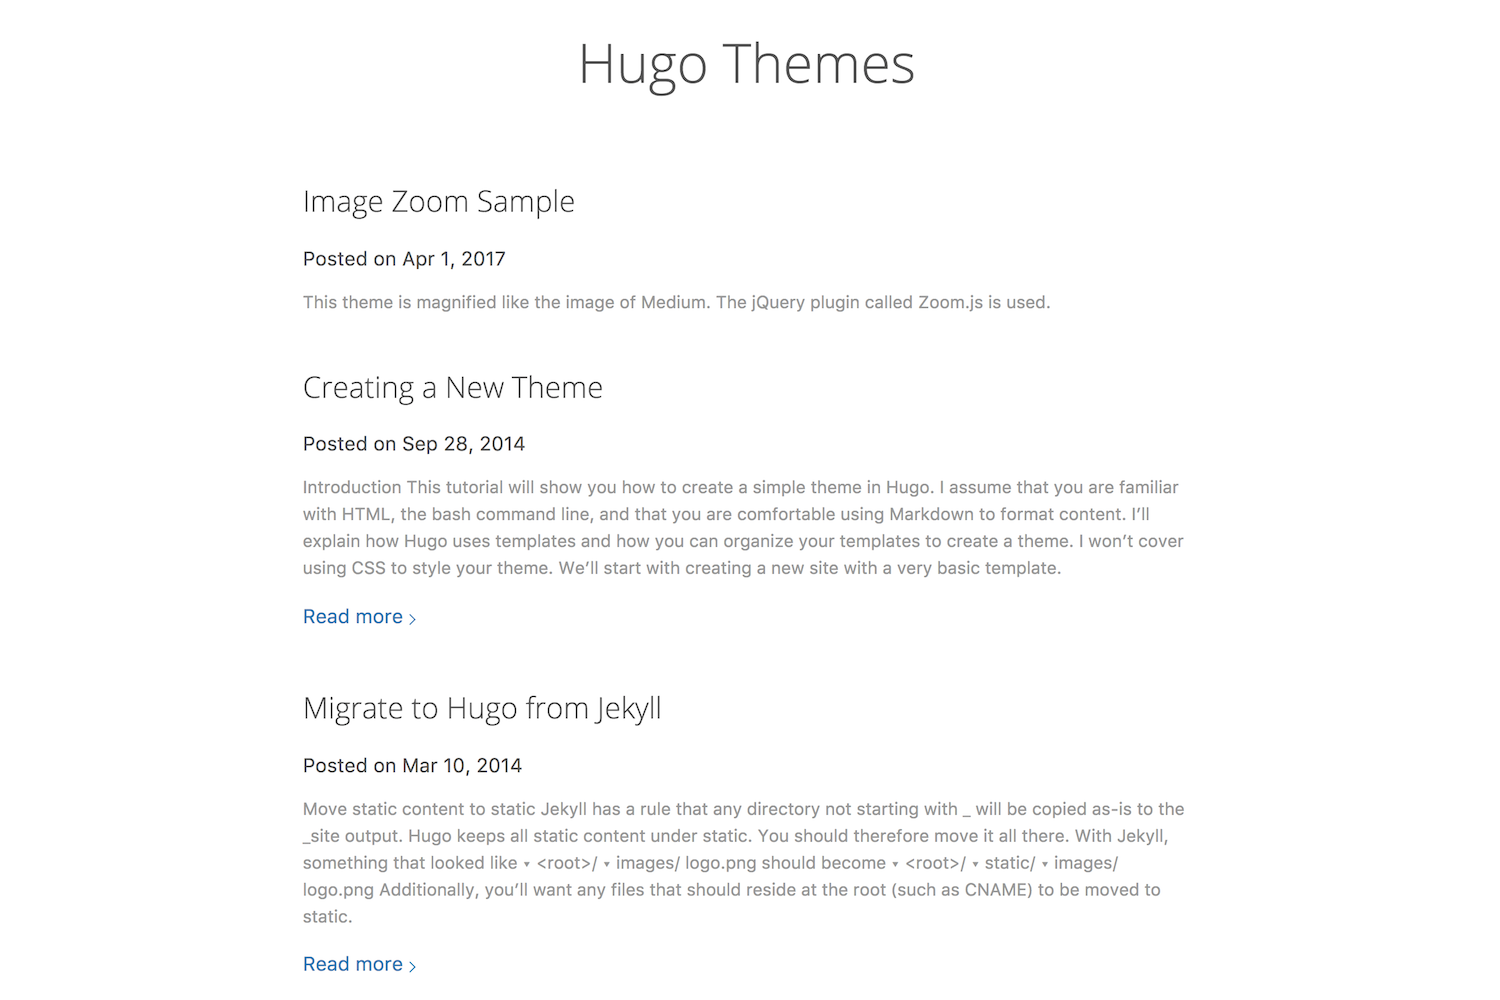 Hugo Themes
Image Zoom Sample
Posted on Apr 1, 2017
This theme is magnified like the image of Medium. The jQuery plugin called Zoom.js is used.
Creating a New Theme
Posted on Sep 28, 2014
Introduction This tutorial will show you how to create a simple theme in Hugo. I assume that you are familiar
with HTML, the bash command line, and that you are comfortable using Markdown to format content. I’ll
explain how Hugo uses templates and how you can organize your templates to create a theme. I won’t cover
using CSS to style your theme. We’ll start with creating a new site with a very basic template.
Read more ›
Migrate to Hugo from Jekyll
Posted on Mar 10, 2014
Move static content to static Jekyll has a rule that any directory not starting with _ will be copied as-is to the
_site output. Hugo keeps all static content under static. You should therefore move it all there. With Jekyll,
something that looked like ▾ <root>/ ▾ images/ logo.png should become ▾ <root>/ ▾ static/ ▾ images/
logo.png Additionally, you’ll want any files that should reside at the root (such as CNAME) to be moved to
static.
Read more ›